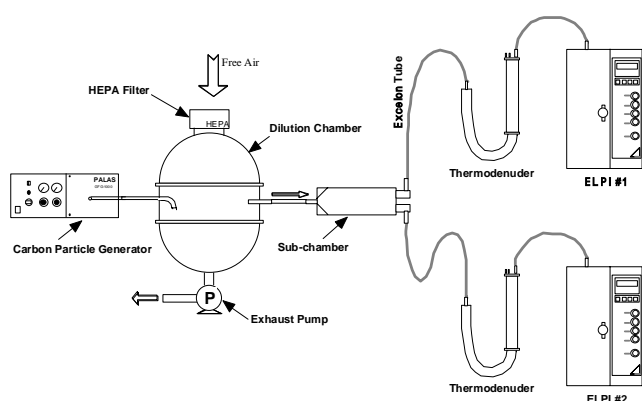 Free Air
HEPA Filter
HEPA
Dilution Chamber
Excelon Tube
Thermodenuder
ELPI #1
PALAS
Carbon Particle Generator
Sub-chamber
P
Exhaust Pump
Thermodenuder
ELPI #2